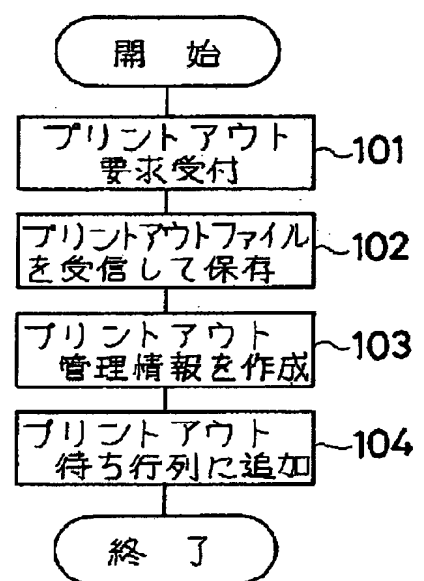 開 始
プリントアウト
要求受付
101
プリントアウトファイル
を受信して保存
102
プリントアウト
管理情報を作成
103
プリントアウト
待ち行列に追加
104
終 了